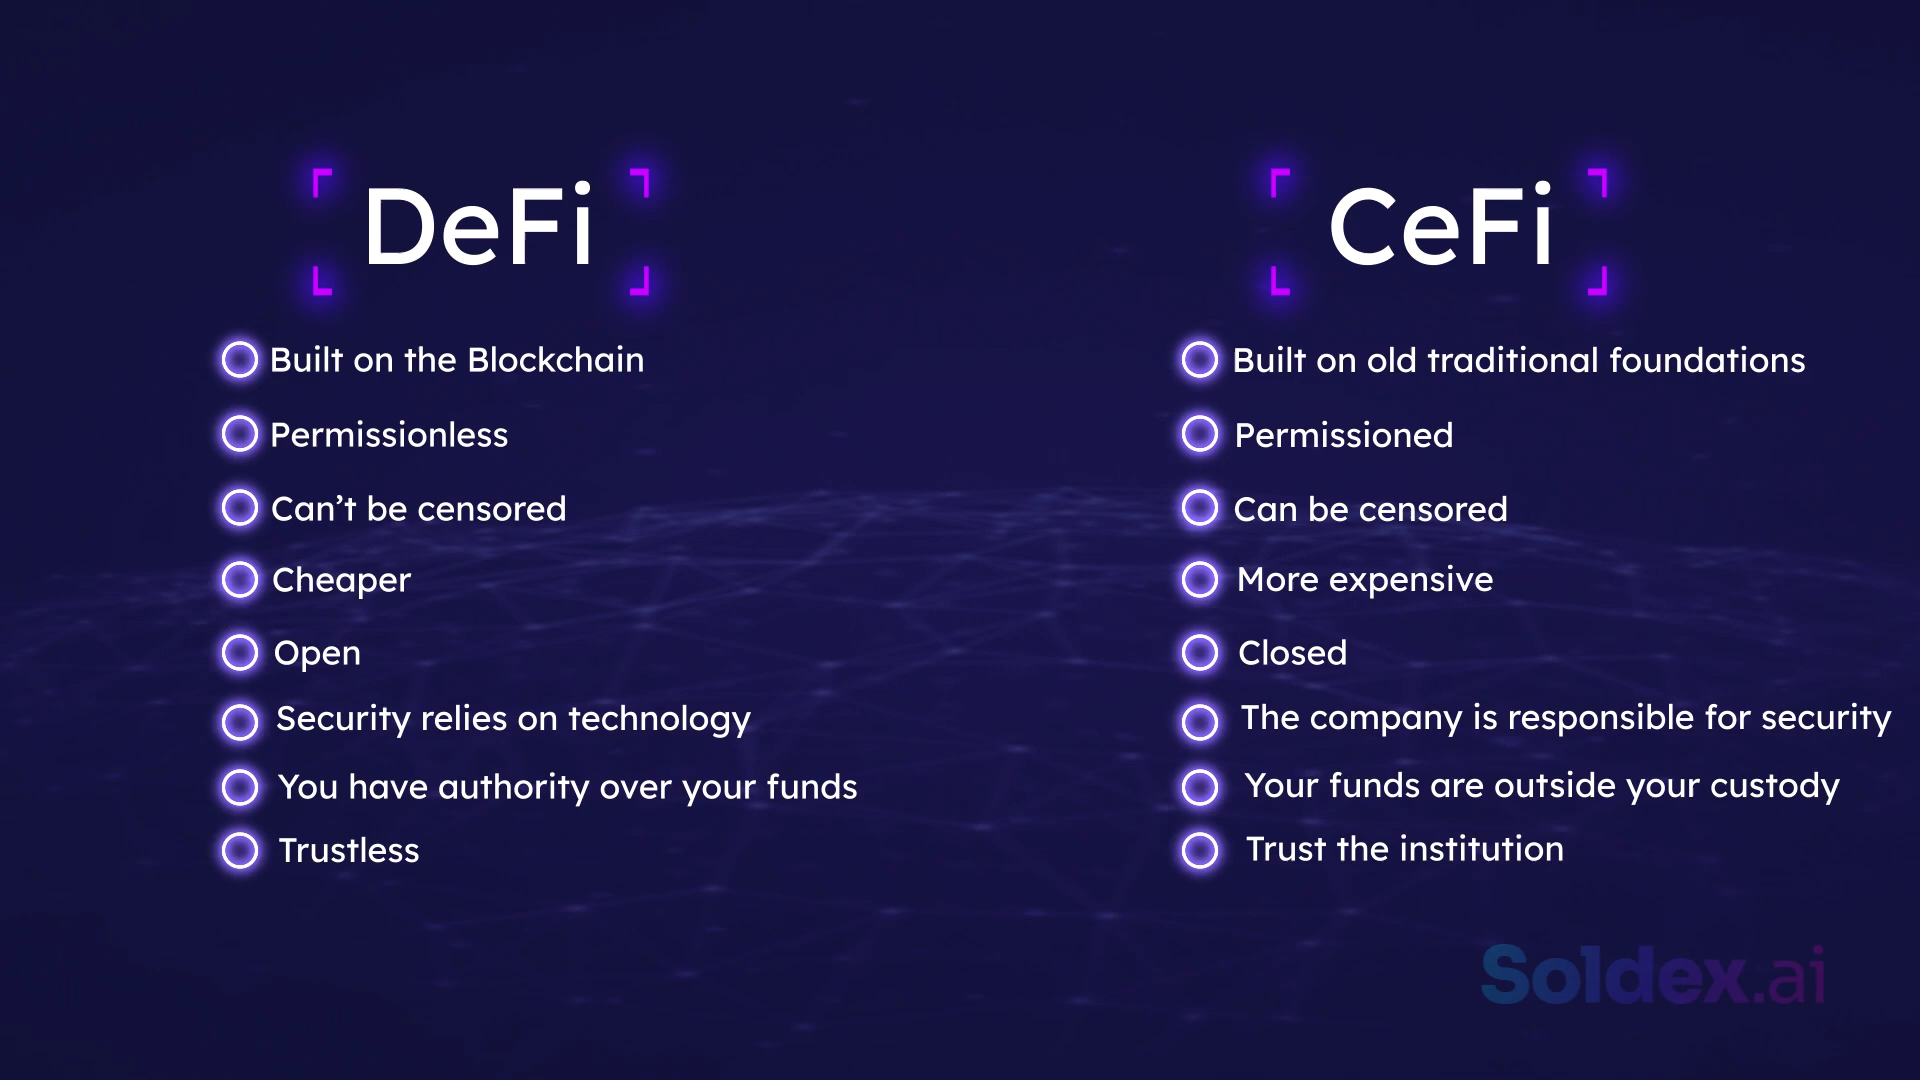 DeFi
Built on the Blockchain
Permissionless
Can’t be censored
Cheaper
Open
Security relies on technology
You have authority over your funds
Trustless
CeFi
Built on old traditional foundations
Permissioned
Can be censored
More expensive
Closed
The company is responsible for security
Your funds are outside your custody
Trust the institution
Soldex.ai